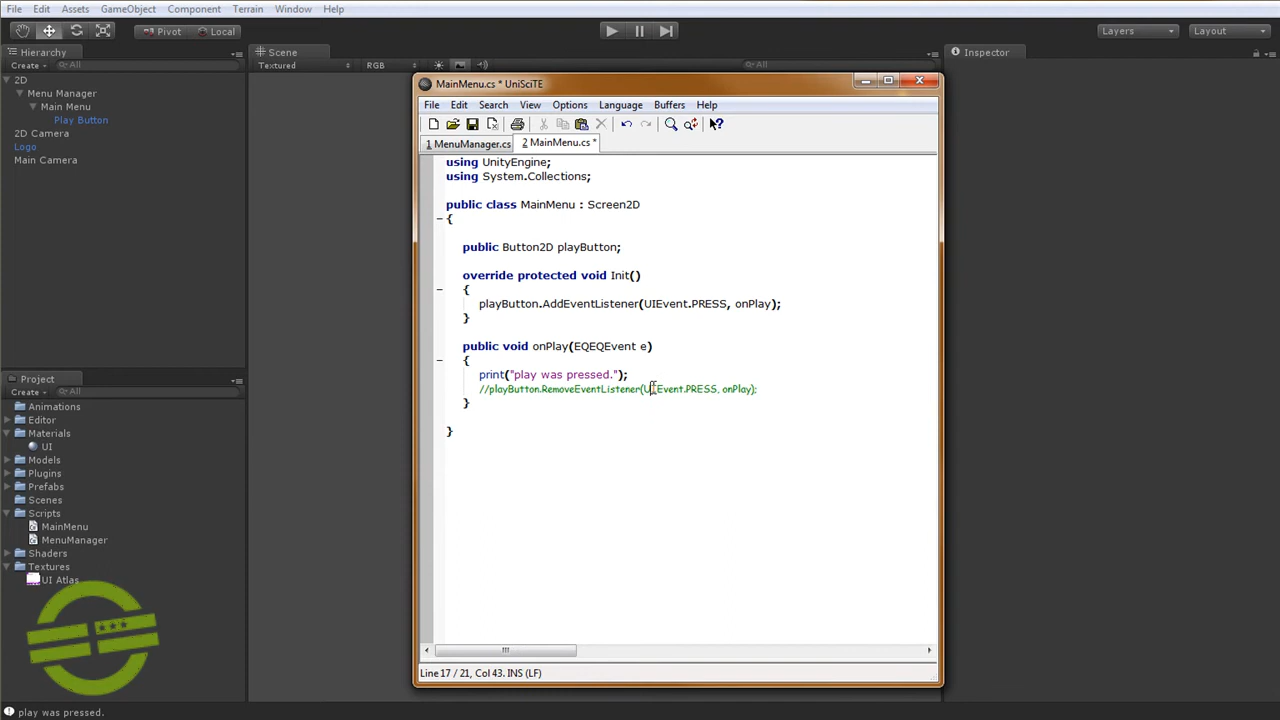 File Edit Assets GameObject Component Terrain Window Help
Pivot Local Layers Layout
Hierarchy
Create All
2D
Menu Manager
Main Menu
Play Button
2D Camera
Logo
Main Camera
Scene
Textured RGB All
Inspector
MainMenu.cs * UniSciTE
File Edit Search View Options Language Buffers Help
1 MenuManager.cs 2 MainMenu.cs *
using UnityEngine;
using System.Collections;
public class MainMenu : Screen2D
{
public Button2D playButton;
override protected void Init()
{
playButton.AddEventListener(UIEvent.PRESS, onPlay);
}
public void onPlay(EQEQEvent e)
{
print("play was pressed.");
//playButton.RemoveEventListener(UIEvent.PRESS, onPlay);
}
}
Line 17 / 21, Col 43. INS (LF)
Project
Create All
Animations
Editor
Materials
UI
Models
Plugins
Prefabs
Scenes
Scripts
MainMenu
MenuManager
Shaders
Textures
UI Atlas
play was pressed.